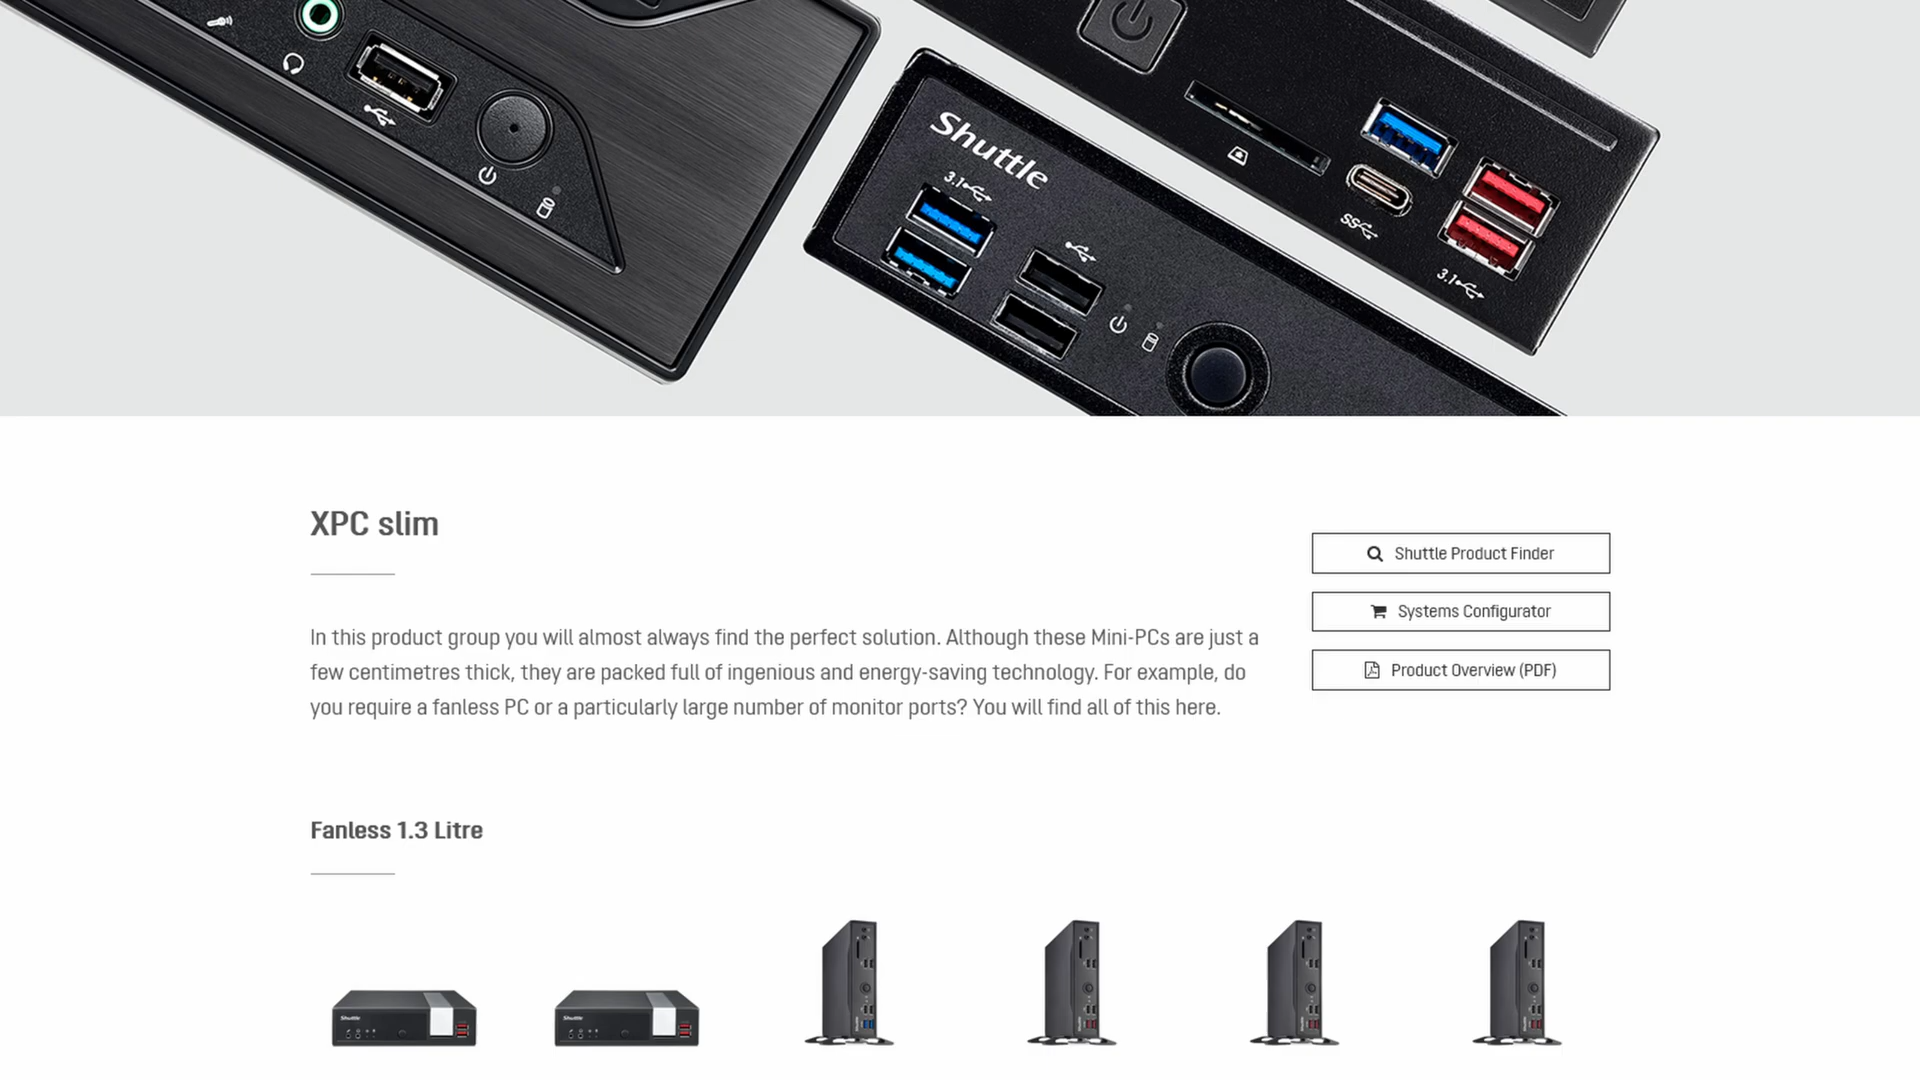 Shuttle
3.1
SS
3.1
XPC slim
Shuttle Product Finder
Systems Configurator
Product Overview (PDF)
In this product group you will almost always find the perfect solution. Although these Mini-PCs are just a
few centimetres thick, they are packed full of ingenious and energy-saving technology. For example, do
you require a fanless PC or a particularly large number of monitor ports? You will find all of this here.
Fanless 1.3 Litre
Shuttle
Shuttle